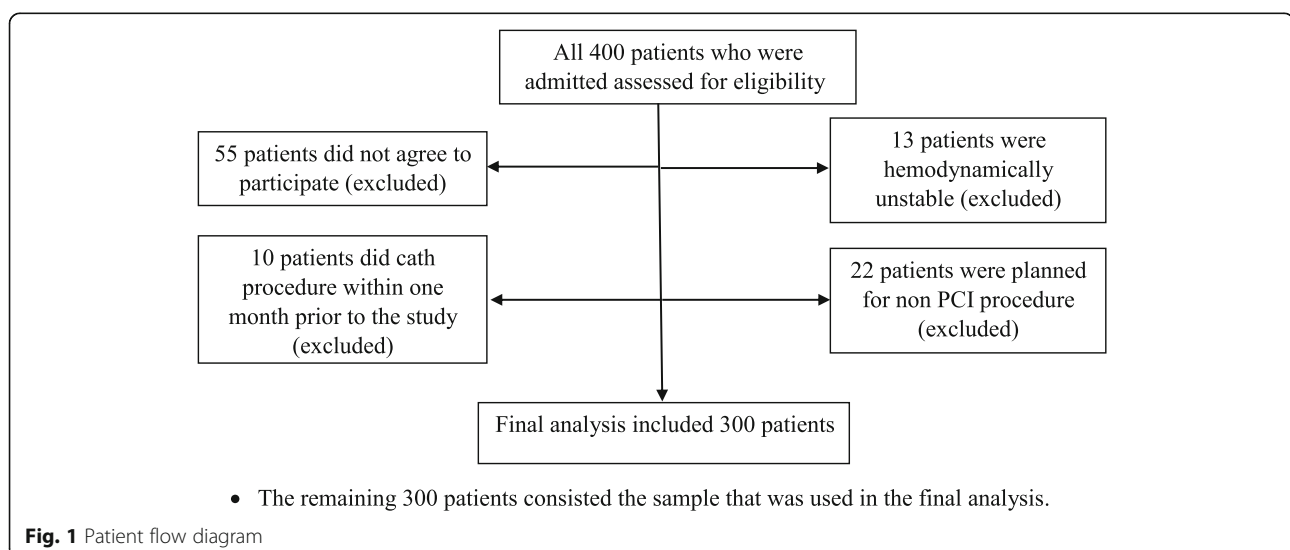 All 400 patients who were
admitted assessed for eligibility
55 patients did not agree to
participate (excluded)
13 patients were
hemodynamically
unstable (excluded)
10 patients did cath
procedure within one
month prior to the study
(excluded)
22 patients were planned
for non PCI procedure
(excluded)
Final analysis included 300 patients
• The remaining 300 patients consisted the sample that was used in the final analysis.
Fig. 1 Patient flow diagram